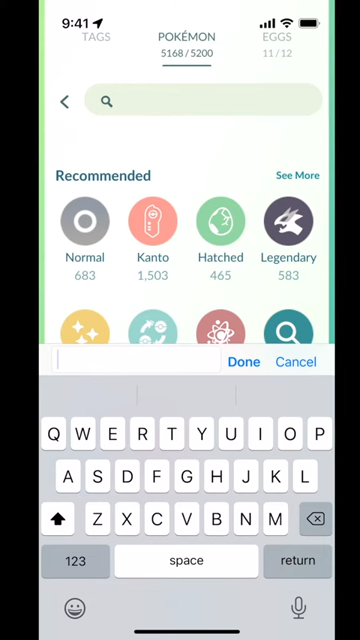 9:41
TAGS
POKÉMON
5168 / 5200
EGGS
11 / 12
Recommended
See More
Normal
683
Kanto
1,503
Hatched
465
Legendary
583
Done
Cancel
Q W E R T Y U I O P
A S D F G H J K L
Z X C V B N M
123
space
return